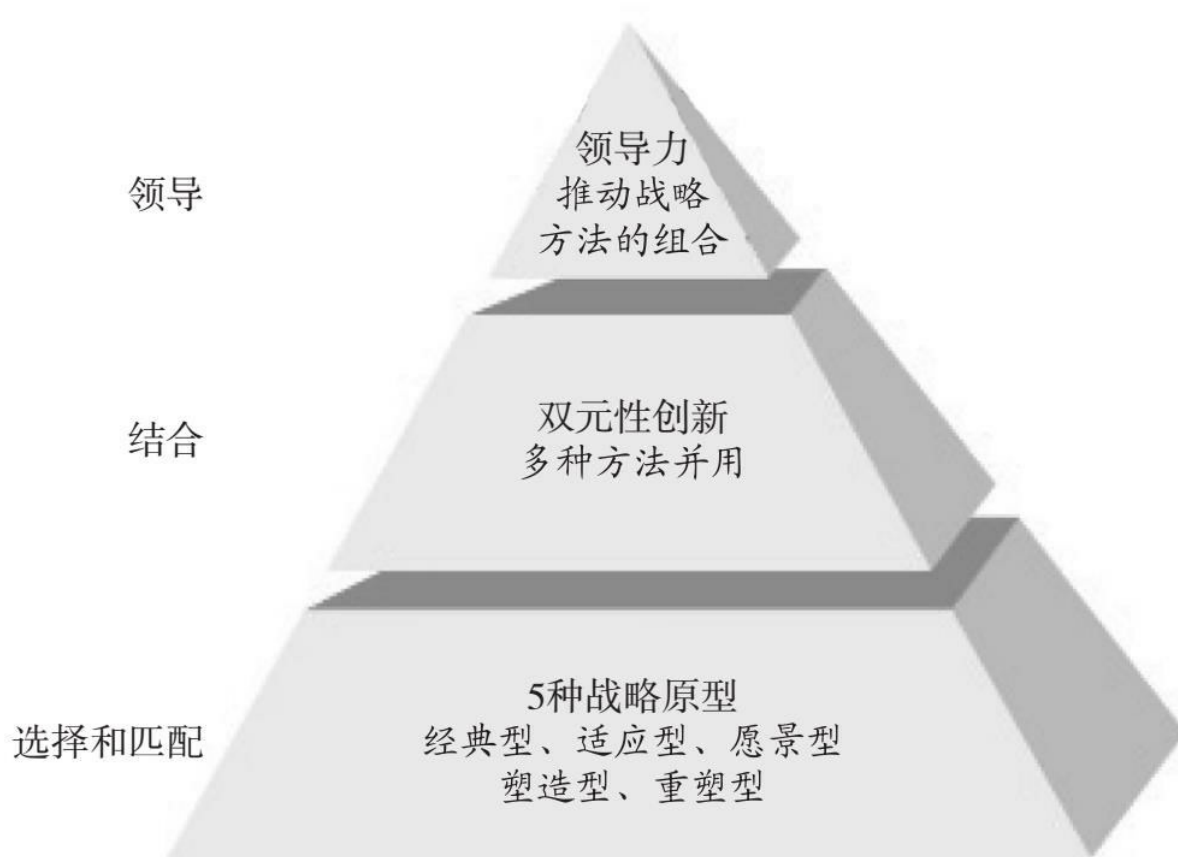 领导
领导力
推动战略
方法的组合
结合
双元性创新
多种方法并用
选择和匹配
5种战略原型
经典型、适应型、愿景型
塑造型、重塑型